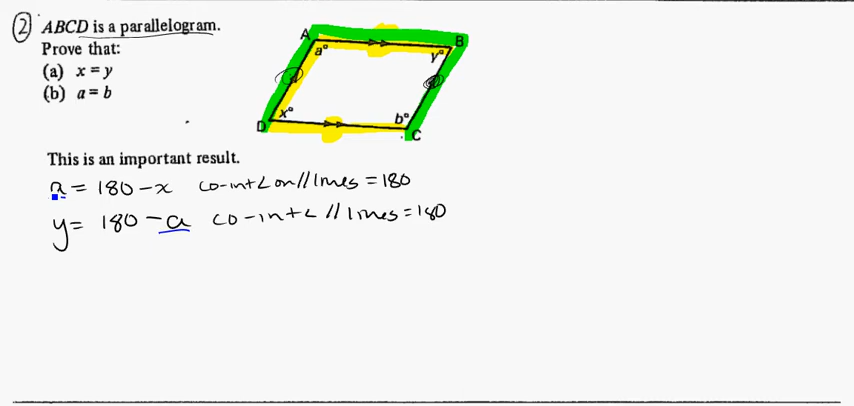 ② ABCD is a parallelogram.
Prove that:
(a) x = y
(b) a = b
A
B
a°
y°
x°
b°
D
C
This is an important result.
a = 180 - x co-int ∠ on // lines = 180
y = 180 - a co-int ∠ // lines = 180